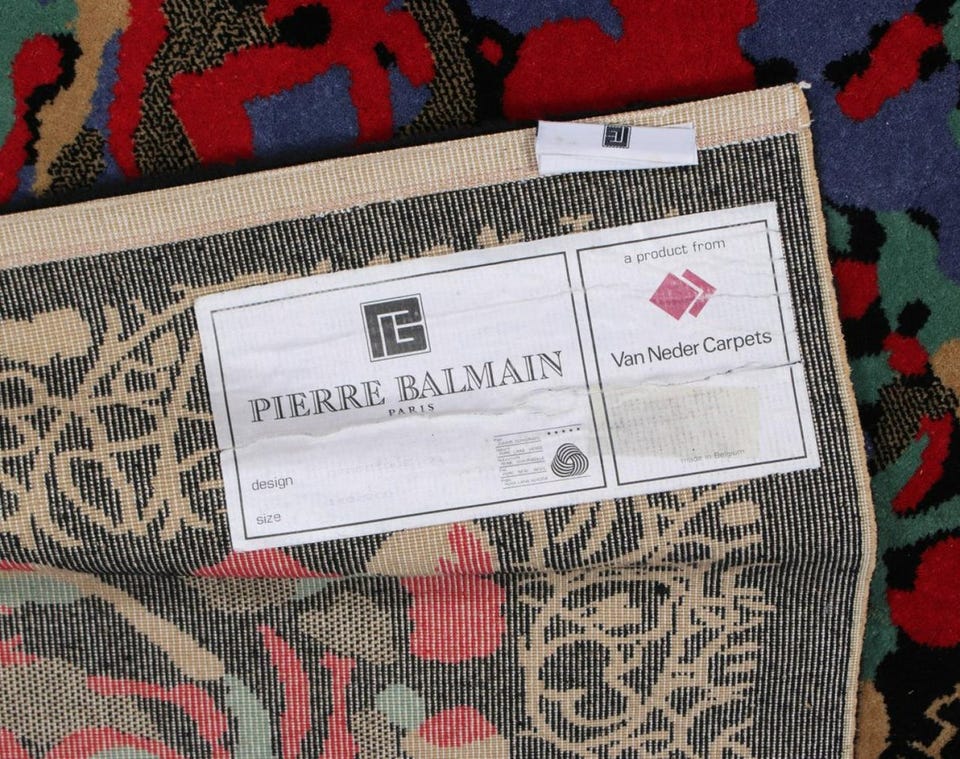 PIERRE BALMAIN
PARIS
design
size
a product from
Van Neder Carpets
made in Belgium